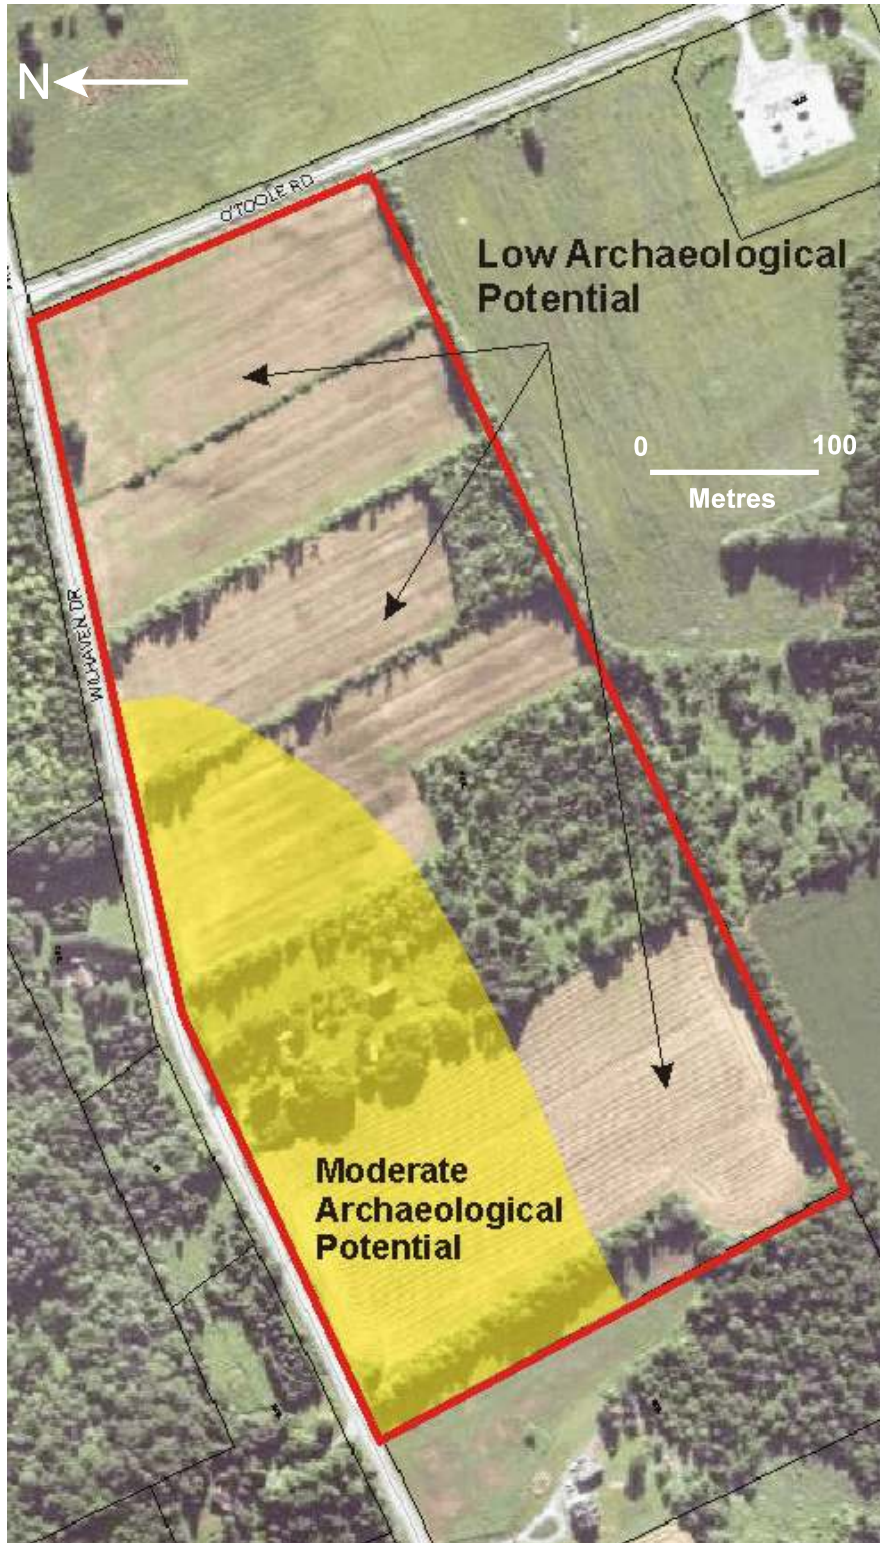 N
O'TOOLE RD
Low Archaeological
Potential
0 100
Metres
WILHAVEN DR
Moderate
Archaeological
Potential